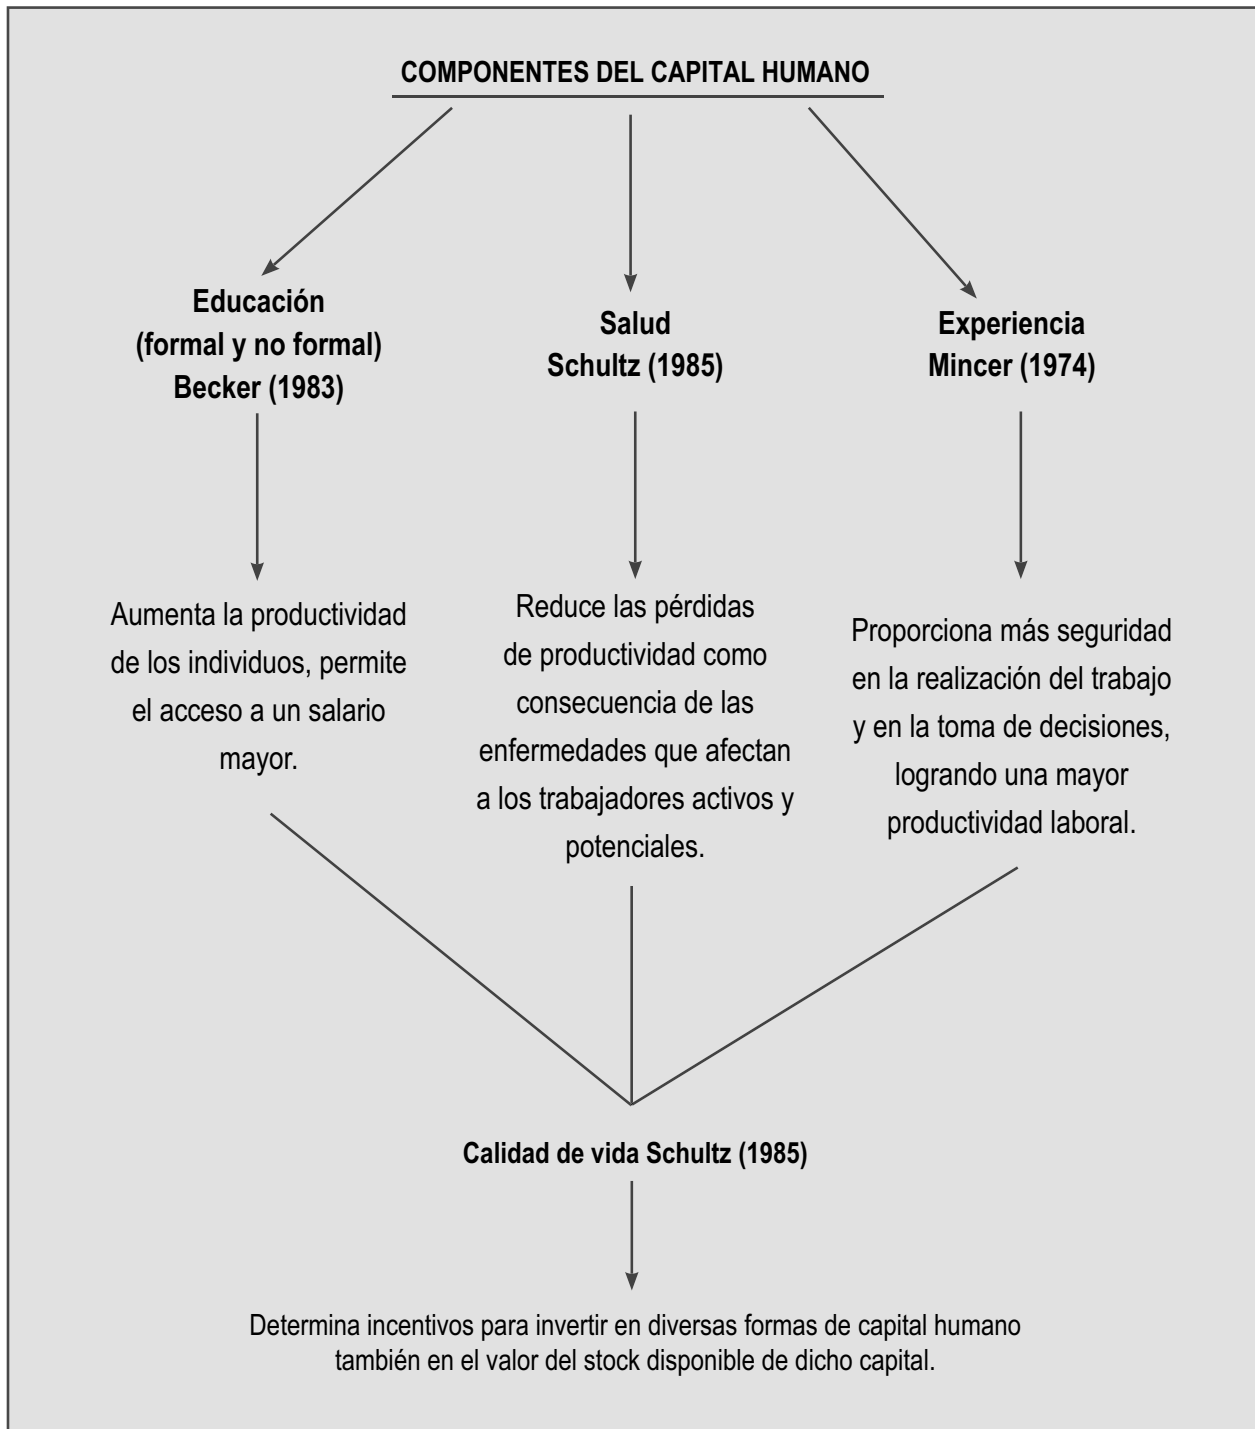 COMPONENTES DEL CAPITAL HUMANO
Educación
(formal y no formal)
Becker (1983)
Salud
Schultz (1985)
Experiencia
Mincer (1974)
Aumenta la productividad
de los individuos, permite
el acceso a un salario
mayor.
Reduce las pérdidas
de productividad como
consecuencia de las
enfermedades que afectan
a los trabajadores activos y
potenciales.
Proporciona más seguridad
en la realización del trabajo
y en la toma de decisiones,
logrando una mayor
productividad laboral.
Calidad de vida Schultz (1985)
Determina incentivos para invertir en diversas formas de capital humano
también en el valor del stock disponible de dicho capital.